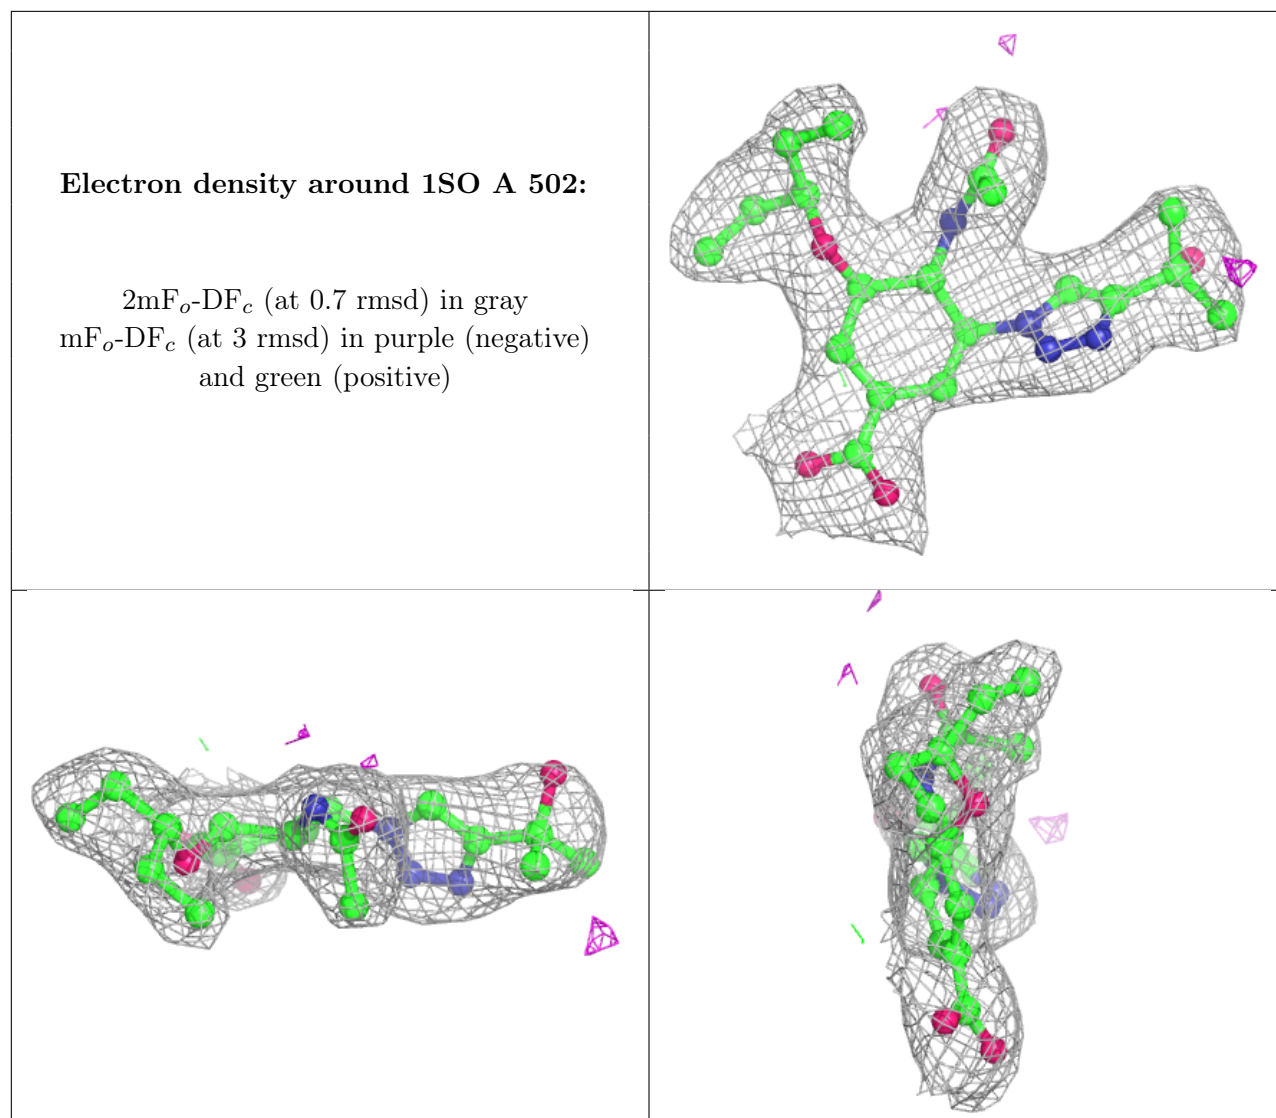 Electron density around 1SO A 502:
2mFo-DFc (at 0.7 rmsd) in gray
mFo-DFc (at 3 rmsd) in purple (negative)
and green (positive)